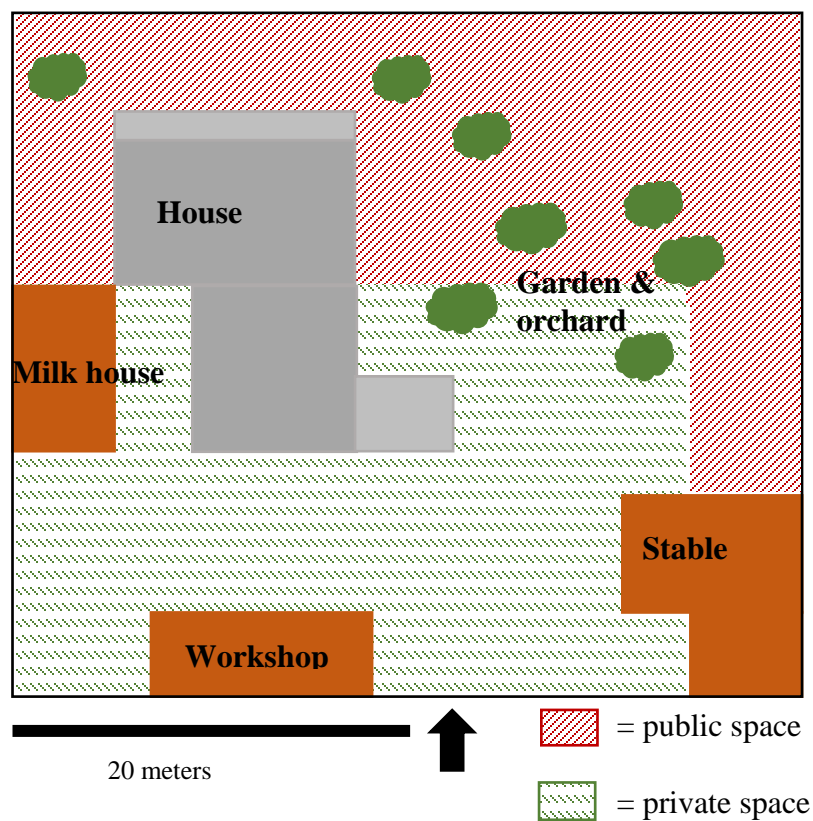 House
Garden &
orchard
Milk house
Stable
Workshop
20 meters
= public space
= private space